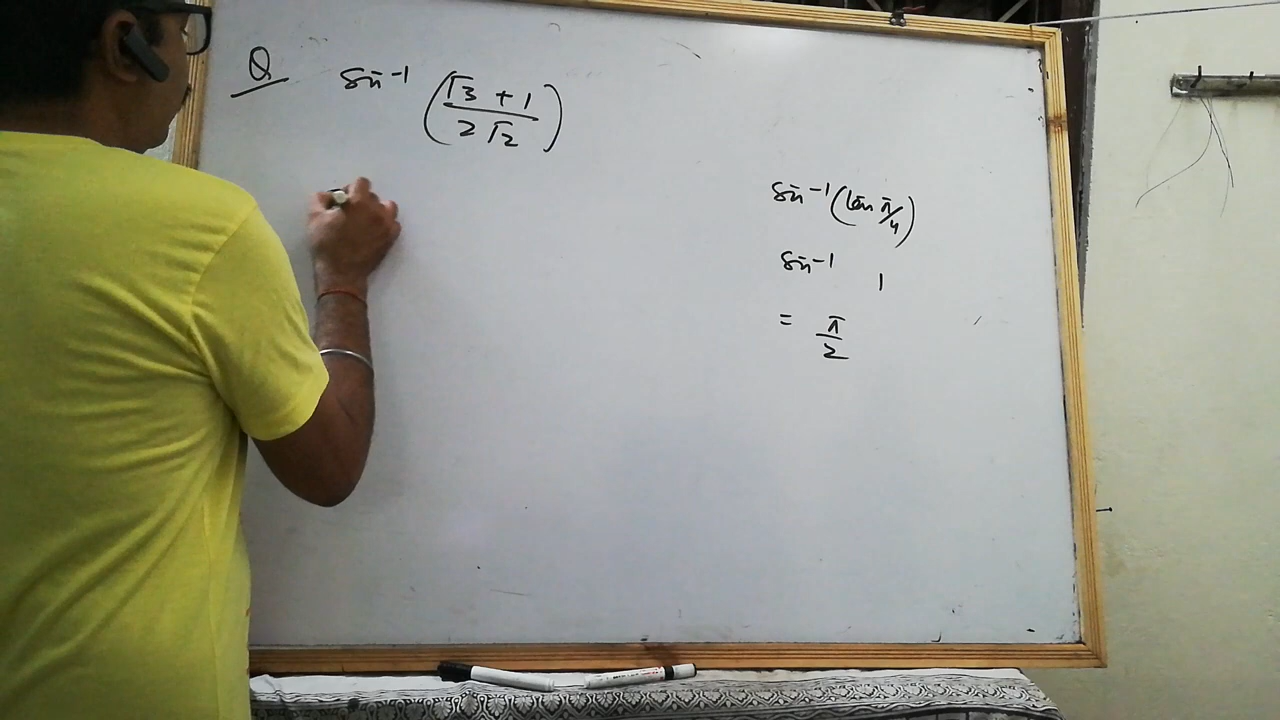 Q sin⁻¹ (√3 + 1 / 2√2)
sin⁻¹ (tan π/4)
sin⁻¹ 1
= π/2